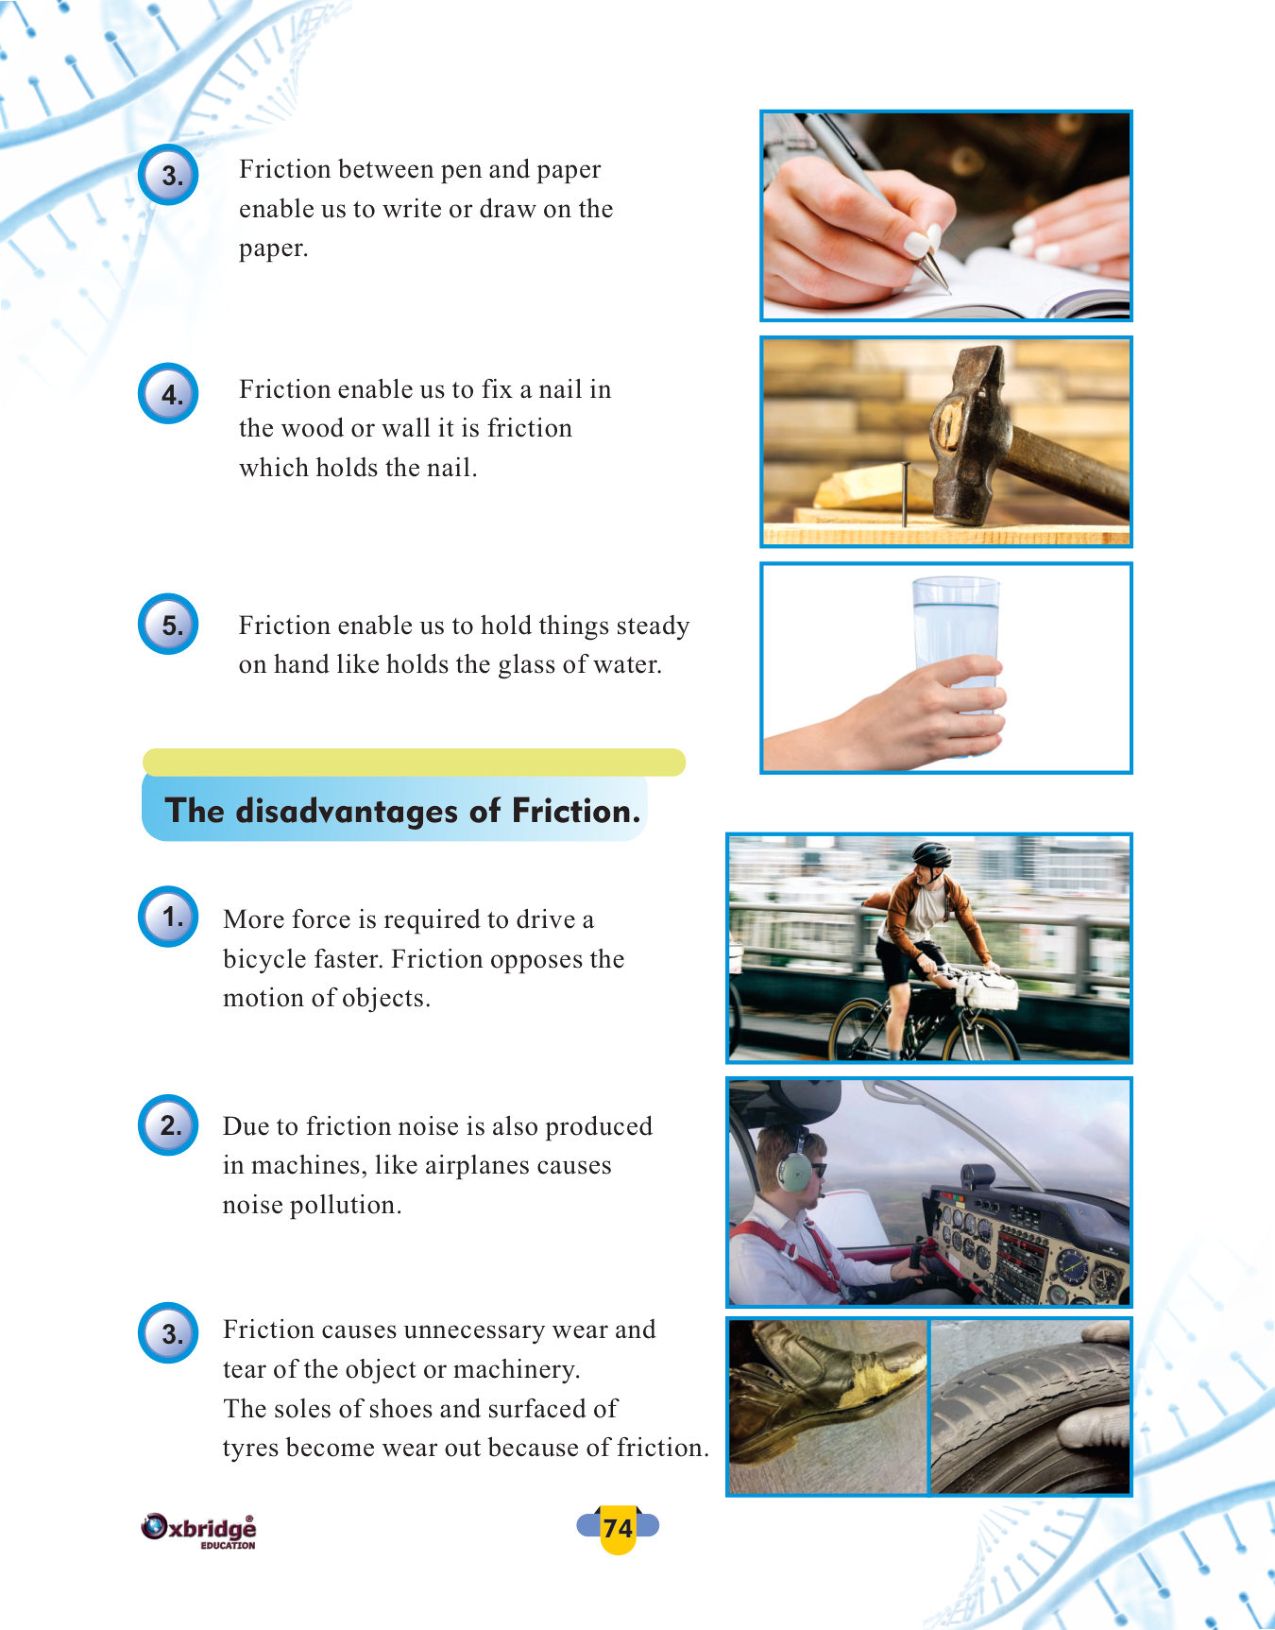 3.
Friction between pen and paper
enable us to write or draw on the
paper.
4.
Friction enable us to fix a nail in
the wood or wall it is friction
which holds the nail.
5.
Friction enable us to hold things steady
on hand like holds the glass of water.
The disadvantages of Friction.
1.
More force is required to drive a
bicycle faster. Friction opposes the
motion of objects.
2.
Due to friction noise is also produced
in machines, like airplanes causes
noise pollution.
3.
Friction causes unnecessary wear and
tear of the object or machinery.
The soles of shoes and surfaced of
tyres become wear out because of friction.
Oxbridge®
EDUCATION
74